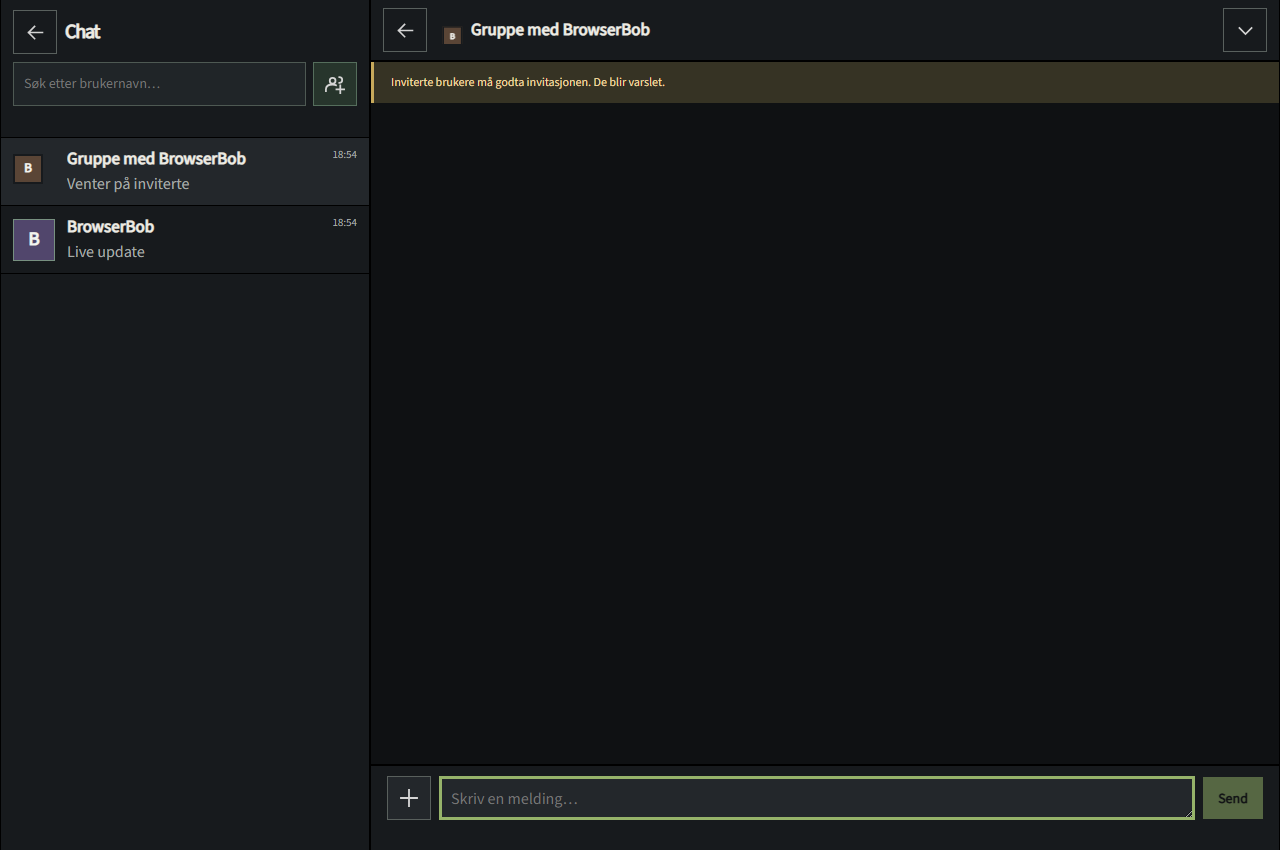 Chat
Søk etter brukernavn…
B
Gruppe med BrowserBob
18:54
Venter på inviterte
B
BrowserBob
18:54
Live update
B
Gruppe med BrowserBob
Inviterte brukere må godta invitasjonen. De blir varslet.
Skriv en melding…
Send